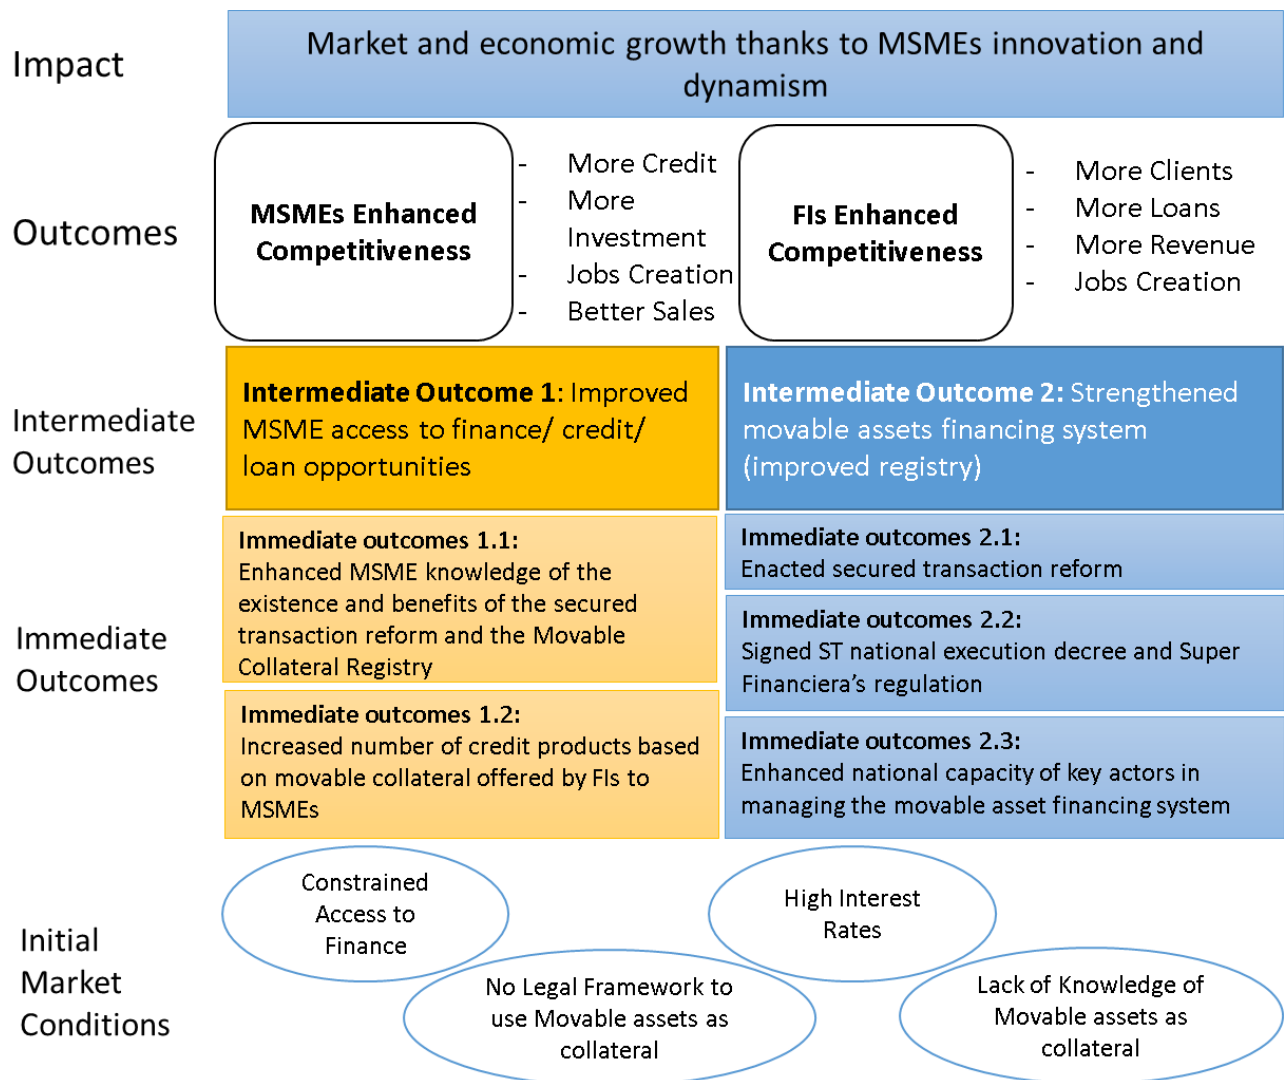 Impact
Market and economic growth thanks to MSMEs innovation and
dynamism
Outcomes
MSMEs Enhanced
Competitiveness
- More Credit
- More
Investment
- Jobs Creation
- Better Sales
FIs Enhanced
Competitiveness
- More Clients
- More Loans
- More Revenue
- Jobs Creation
Intermediate
Outcomes
Intermediate Outcome 1: Improved
MSME access to finance/ credit/
loan opportunities
Intermediate Outcome 2: Strengthened
movable assets financing system
(improved registry)
Immediate
Outcomes
Immediate outcomes 1.1:
Enhanced MSME knowledge of the
existence and benefits of the secured
transaction reform and the Movable
Collateral Registry
Immediate outcomes 1.2:
Increased number of credit products based
on movable collateral offered by FIs to
MSMEs
Immediate outcomes 2.1:
Enacted secured transaction reform
Immediate outcomes 2.2:
Signed ST national execution decree and Super
Financiera's regulation
Immediate outcomes 2.3:
Enhanced national capacity of key actors in
managing the movable asset financing system
Initial
Market
Conditions
Constrained
Access to
Finance
No Legal Framework to
use Movable assets as
collateral
High Interest
Rates
Lack of Knowledge of
Movable assets as
collateral